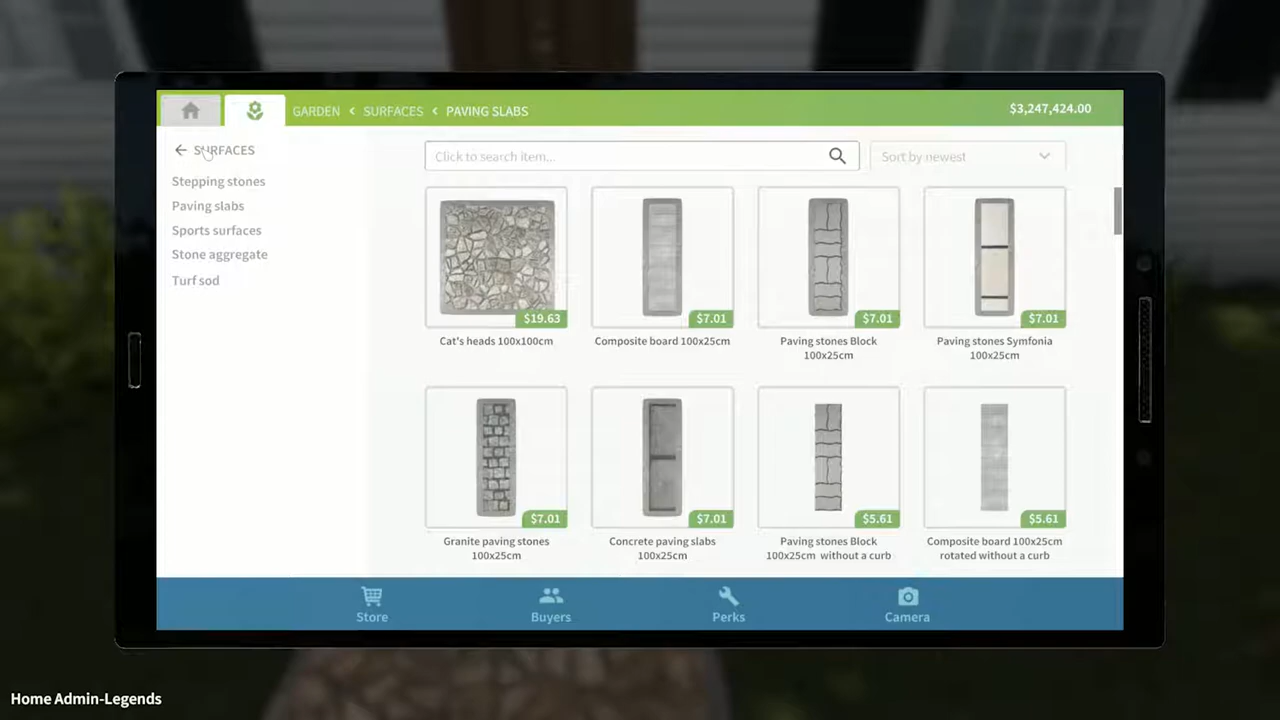 GARDEN < SURFACES < PAVING SLABS
$3,247,424.00
SURFACES
Stepping stones
Paving slabs
Sports surfaces
Stone aggregate
Turf sod
Click to search item...
Sort by newest
$19.63
$7.01
$7.01
$7.01
Cat's heads 100x100cm
Composite board 100x25cm
Paving stones Block
100x25cm
Paving stones Symfonia
100x25cm
$7.01
$7.01
$5.61
$5.61
Granite paving stones
100x25cm
Concrete paving slabs
100x25cm
Paving stones Block
100x25cm without a curb
Composite board 100x25cm
rotated without a curb
Store
Buyers
Perks
Camera
Home Admin-Legends